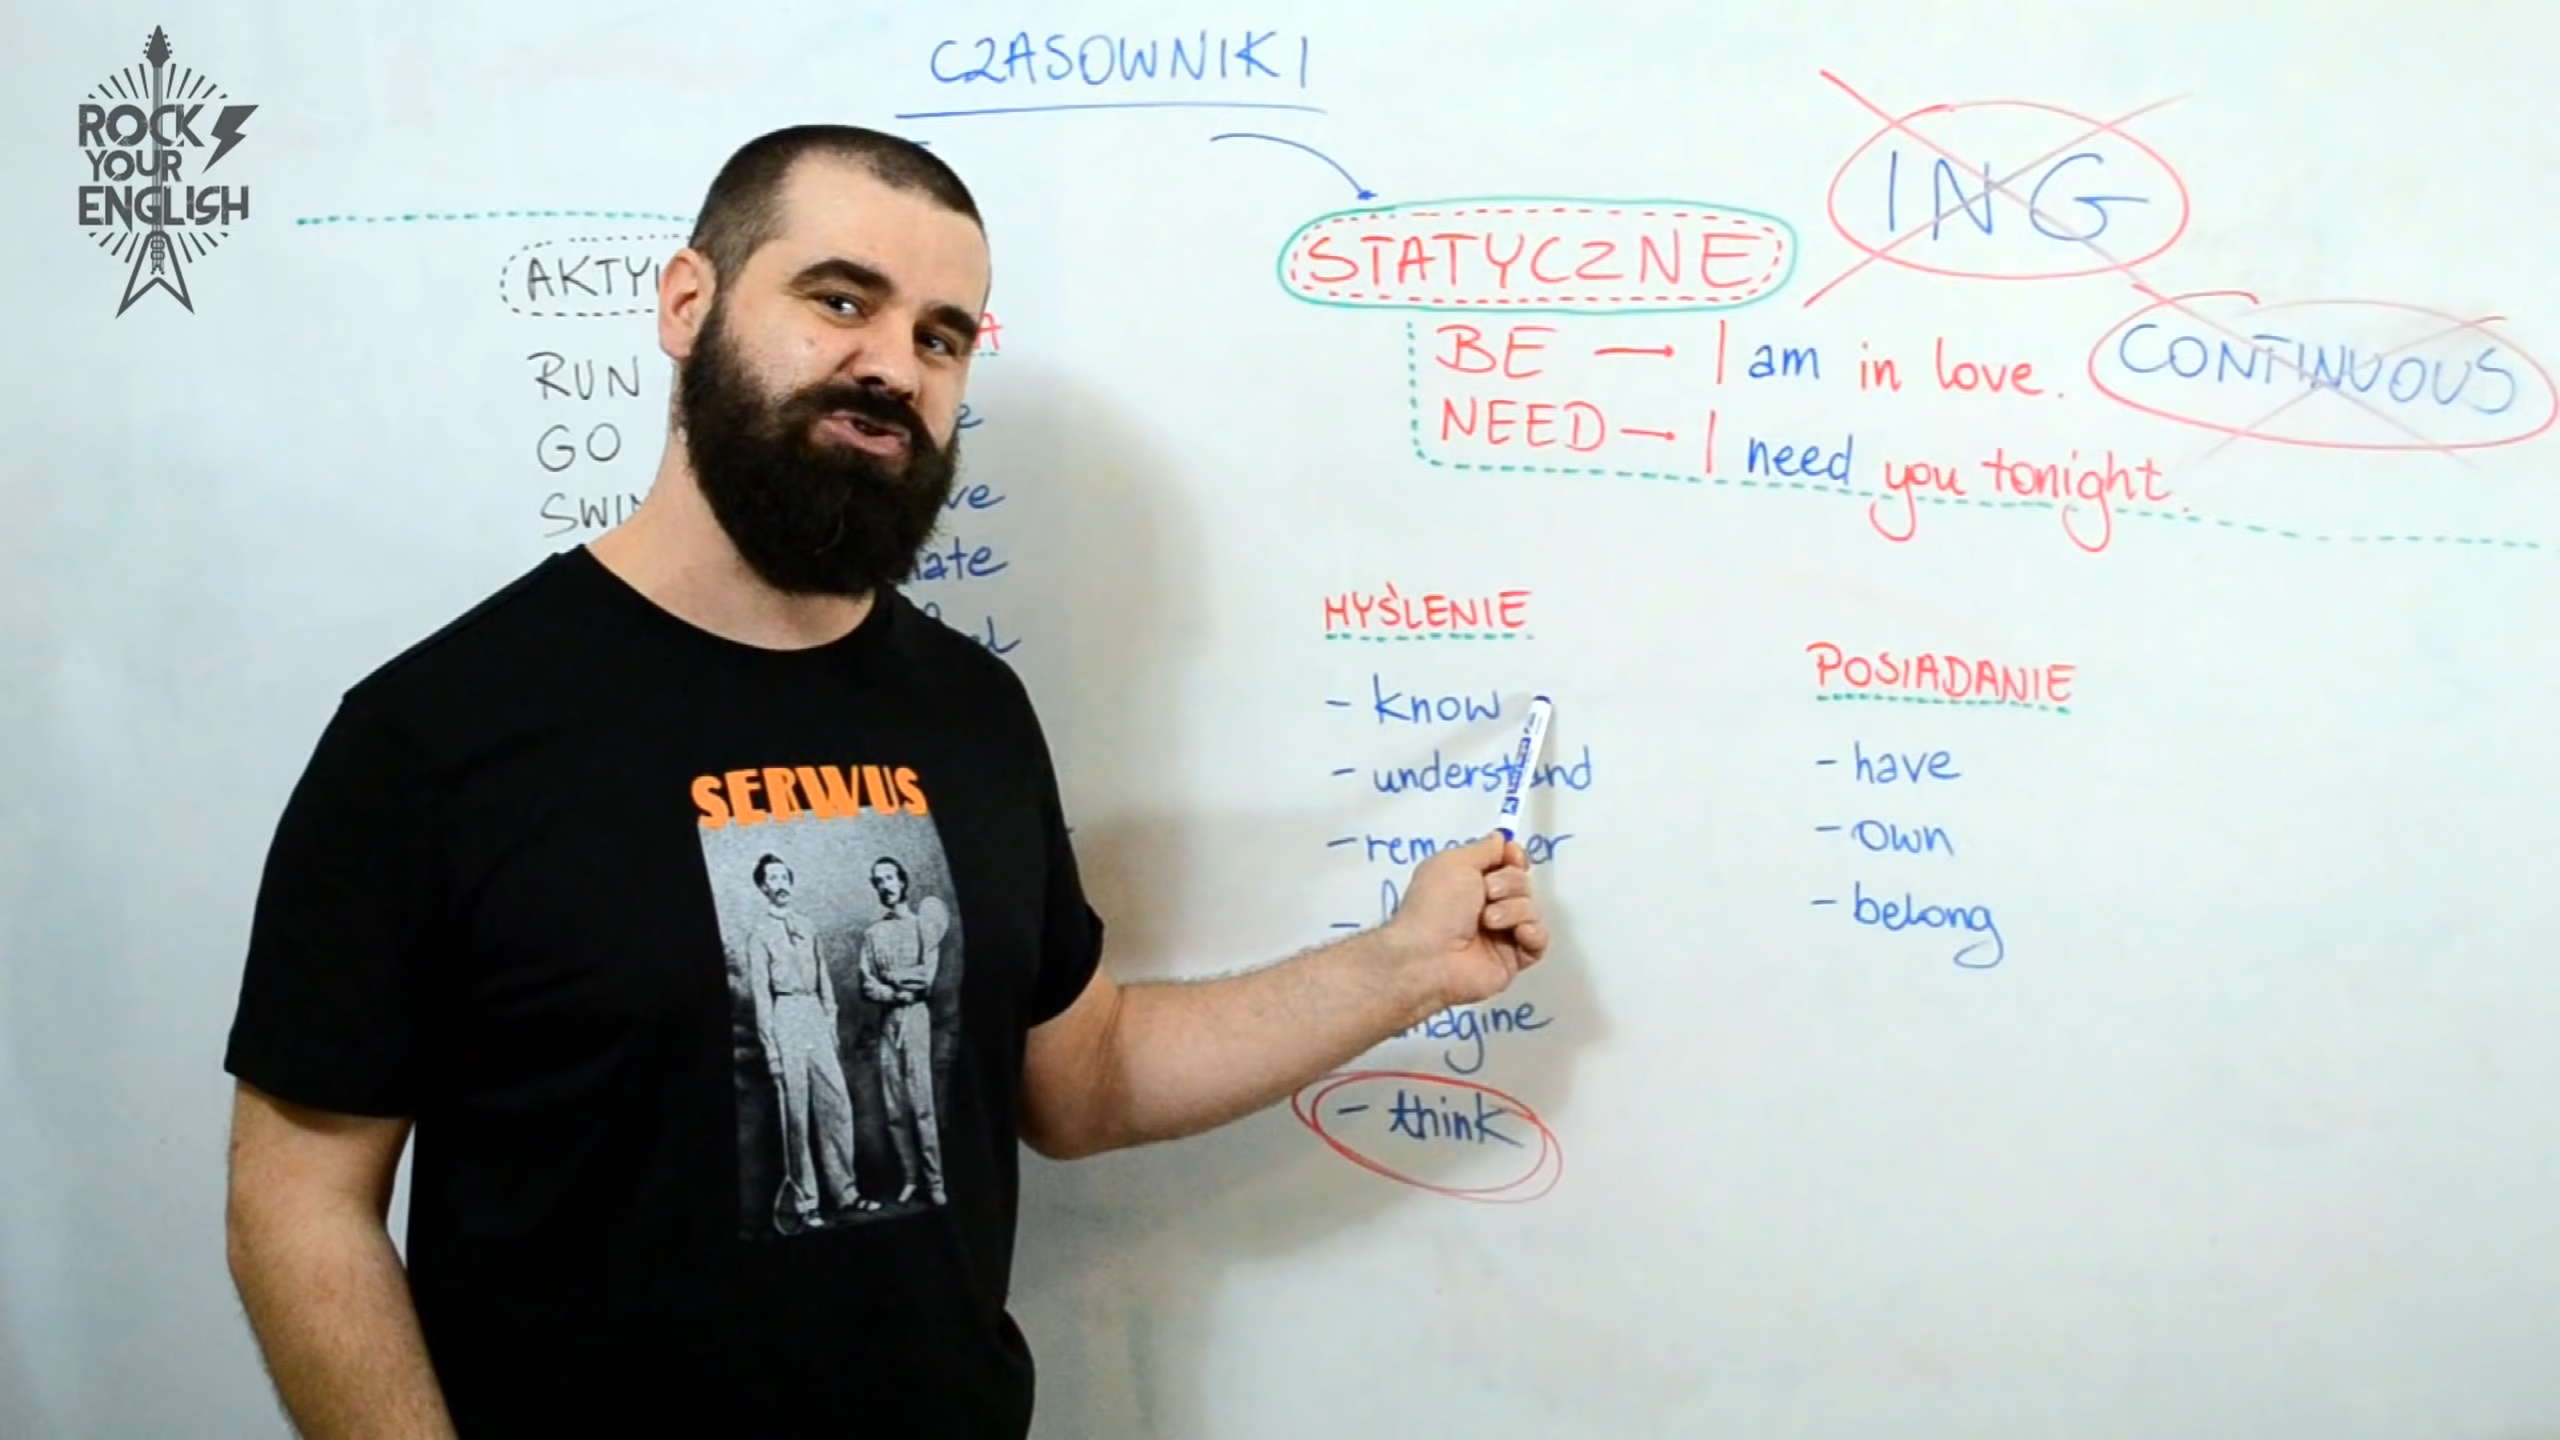 ROCK
YOUR
ENGLISH
CZASOWNIKI
STATYCZNE
ING
RUN
GO
BE → I am in love.
CONTINUOUS
NEED → I need you tonight.
MYŚLENIE
- know
- understand
- imagine
- think
POSIADANIE
- have
- own
- belong
SERWUS